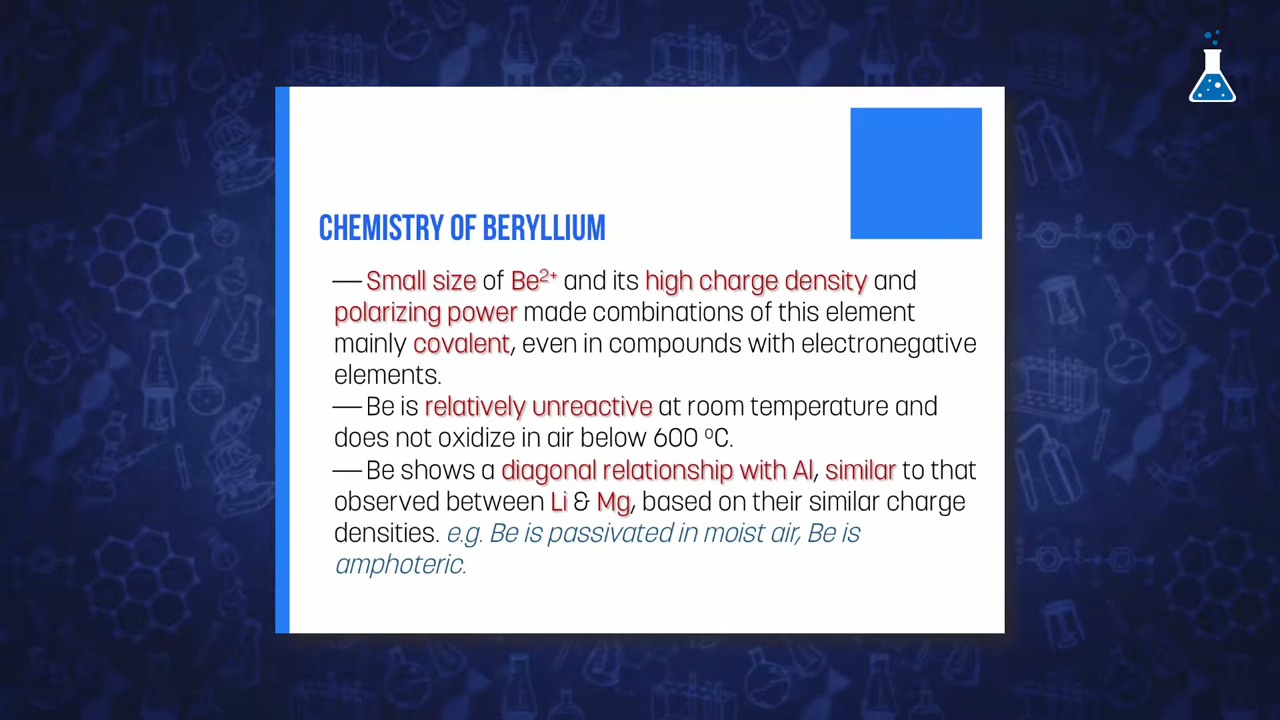 CHEMISTRY OF BERYLLIUM
— Small size of Be²⁺ and its high charge density and
polarizing power made combinations of this element
mainly covalent, even in compounds with electronegative
elements.
— Be is relatively unreactive at room temperature and
does not oxidize in air below 600 ºC.
— Be shows a diagonal relationship with Al, similar to that
observed between Li & Mg, based on their similar charge
densities. e.g. Be is passivated in moist air, Be is
amphoteric.